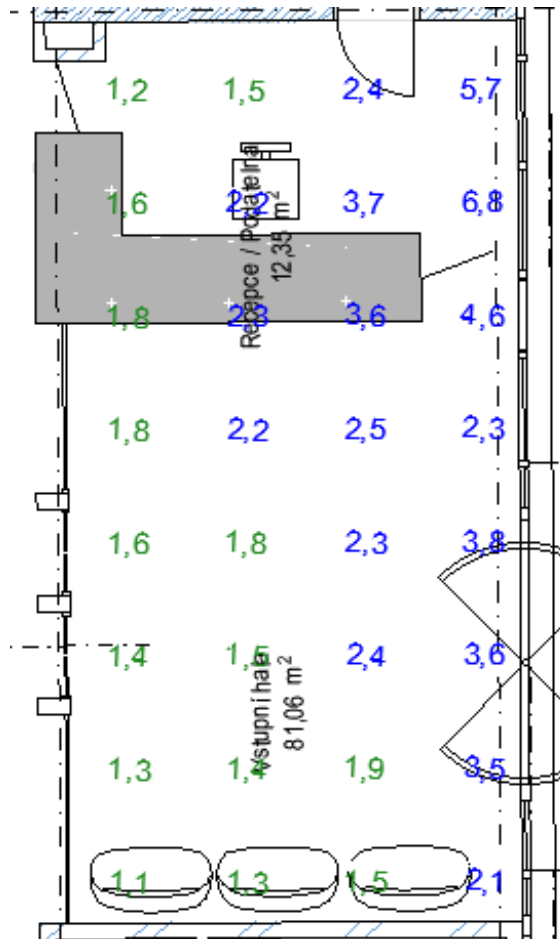 1,2 1,5 2,4 5,7
1,6 2,2 3,7 6,8
Recepce / Podatelna
12,35 m²
1,8 2,3 3,6 4,6
1,8 2,2 2,5 2,3
1,6 1,8 2,3 3,8
1,4 2,4 3,6
Vstupní hala
81,06 m²
1,3 1,4 1,9 3,5
1,1 1,3 1,5 2,1